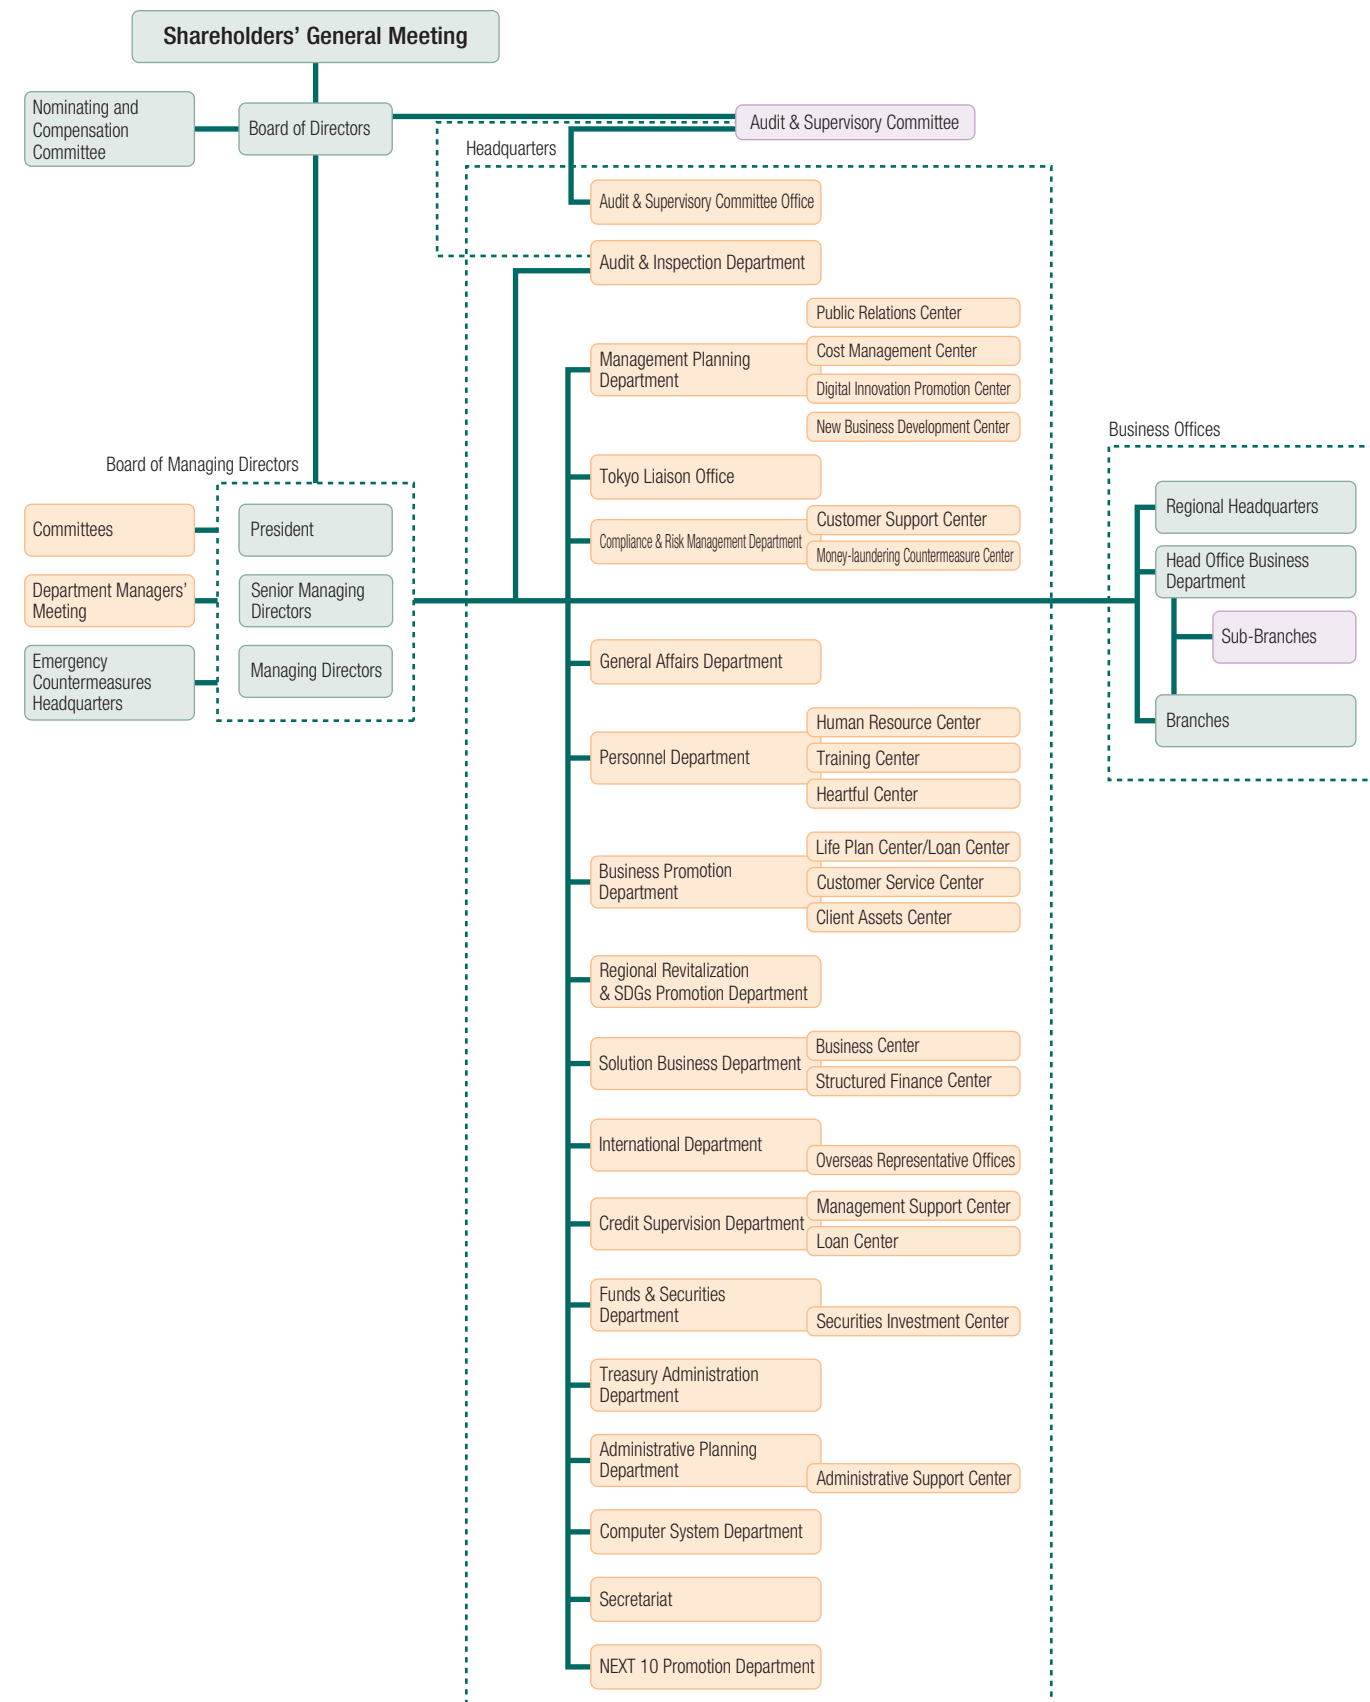 Shareholders’ General Meeting
Nominating and
Compensation
Committee
Board of Directors
Audit & Supervisory Committee
Headquarters
Audit & Supervisory Committee Office
Audit & Inspection Department
Management Planning
Department
Public Relations Center
Cost Management Center
Digital Innovation Promotion Center
New Business Development Center
Tokyo Liaison Office
Compliance & Risk Management Department
Customer Support Center
Money-laundering Countermeasure Center
Board of Managing Directors
Committees
President
Department Managers’
Meeting
Senior Managing
Directors
Emergency
Countermeasures
Headquarters
Managing Directors
General Affairs Department
Personnel Department
Human Resource Center
Training Center
Heartful Center
Business Promotion
Department
Life Plan Center/Loan Center
Customer Service Center
Client Assets Center
Regional Revitalization
& SDGs Promotion Department
Solution Business Department
Business Center
Structured Finance Center
International Department
Overseas Representative Offices
Credit Supervision Department
Management Support Center
Loan Center
Funds & Securities
Department
Securities Investment Center
Treasury Administration
Department
Administrative Planning
Department
Administrative Support Center
Computer System Department
Secretariat
NEXT 10 Promotion Department
Business Offices
Regional Headquarters
Head Office Business
Department
Sub-Branches
Branches